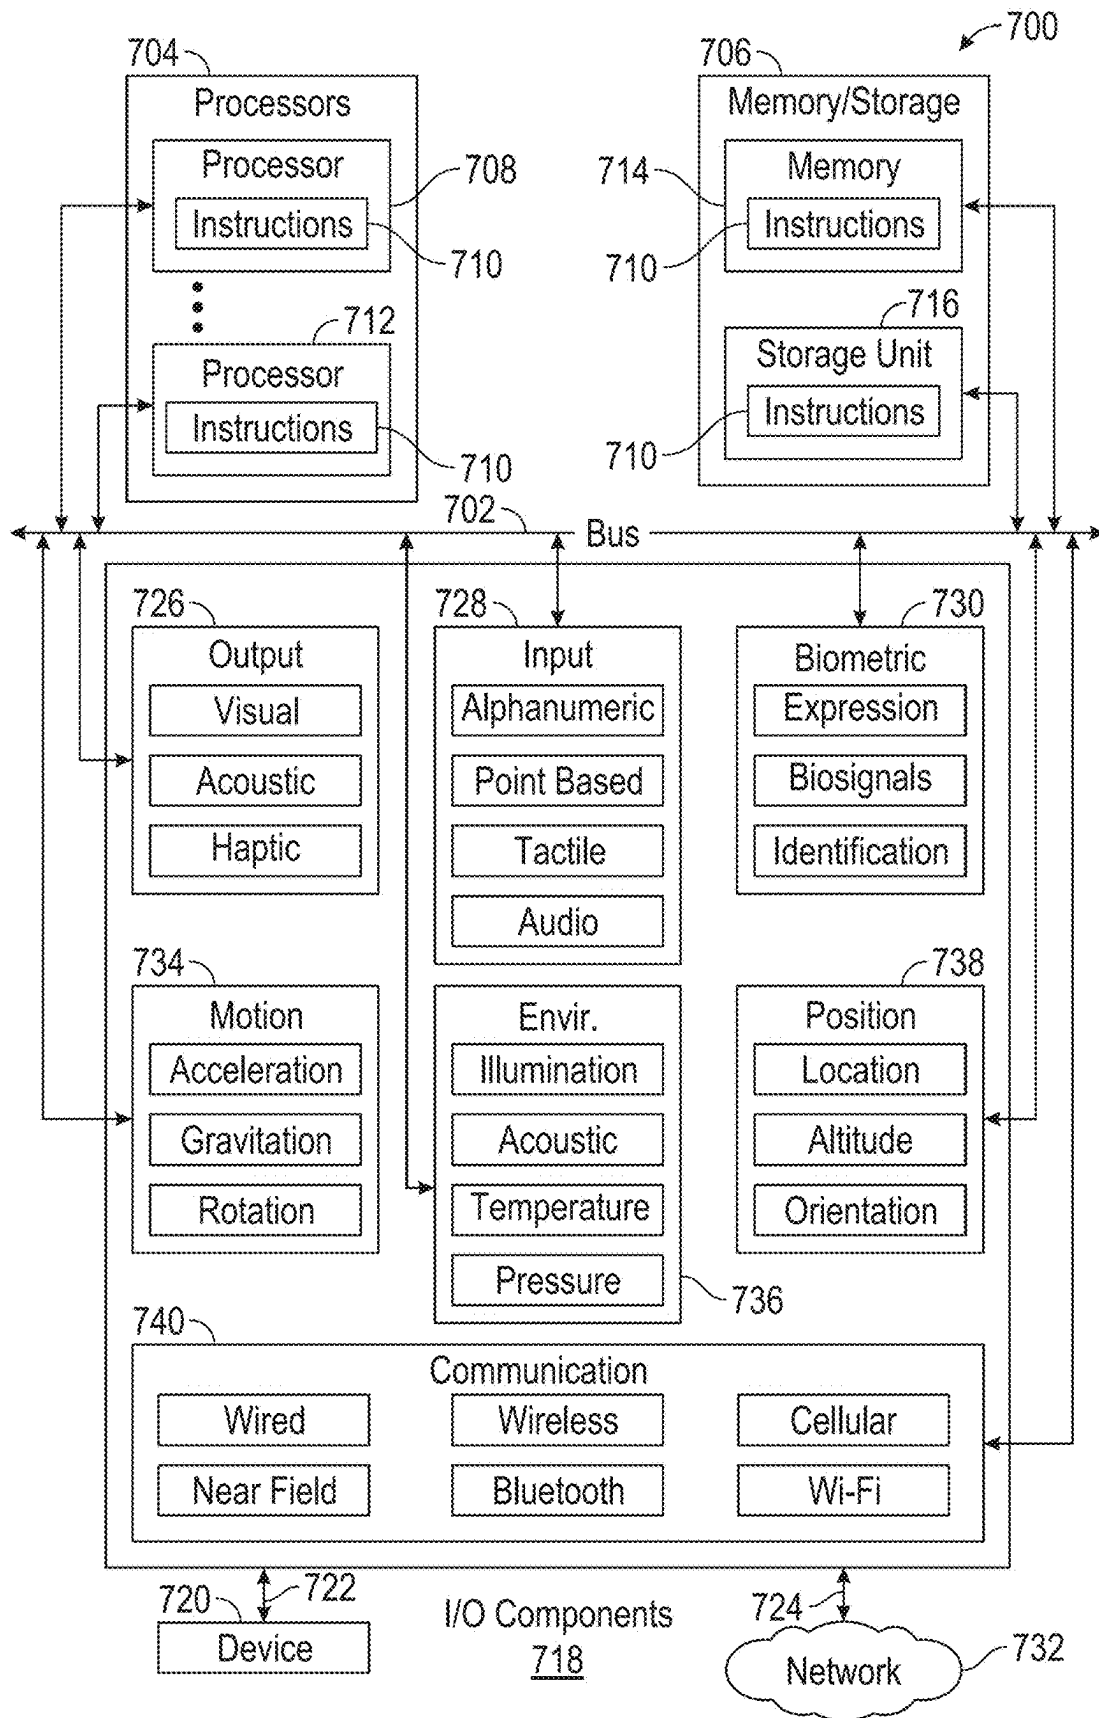 700
704
706
Processors
Memory/Storage
Processor
708
714
Memory
Instructions
Instructions
710
710
712
716
Processor
Storage Unit
Instructions
Instructions
710
710
702
Bus
726
728
730
Output
Input
Biometric
Visual
Alphanumeric
Expression
Acoustic
Point Based
Biosignals
Haptic
Tactile
Identification
Audio
734
738
Motion
Envir.
Position
Acceleration
Illumination
Location
Gravitation
Acoustic
Altitude
Rotation
Temperature
Orientation
Pressure
736
740
Communication
Wired
Wireless
Cellular
Near Field
Bluetooth
Wi-Fi
720
722
I/O Components
724
Device
718
Network
732